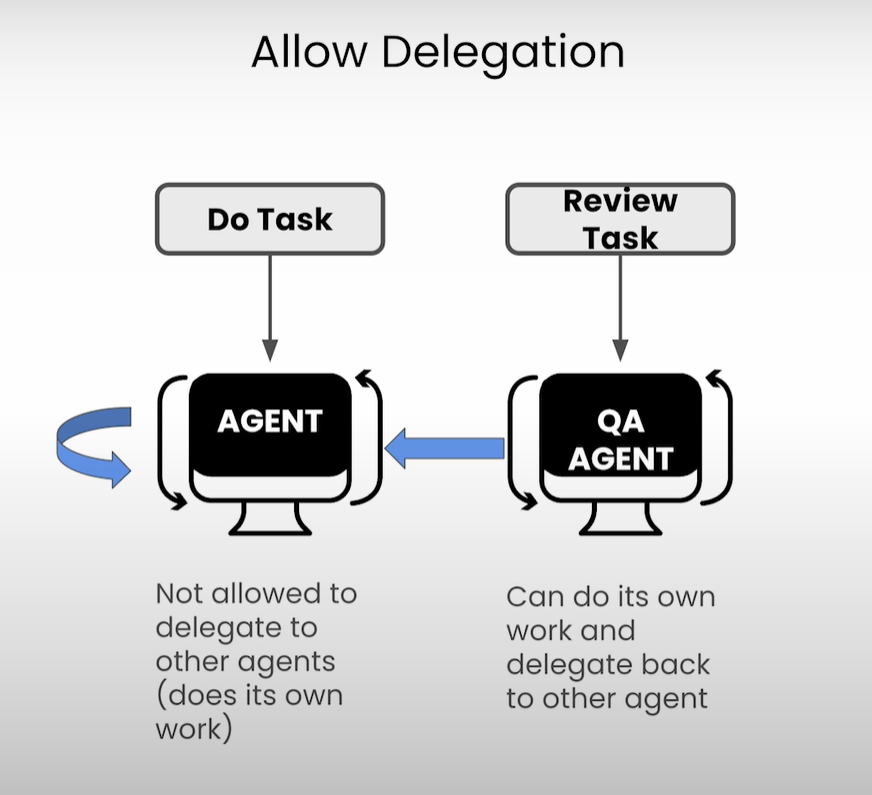 Allow Delegation
Do Task
Review
Task
AGENT
QA
AGENT
Not allowed to
delegate to
other agents
(does its own
work)
Can do its own
work and
delegate back
to other agent